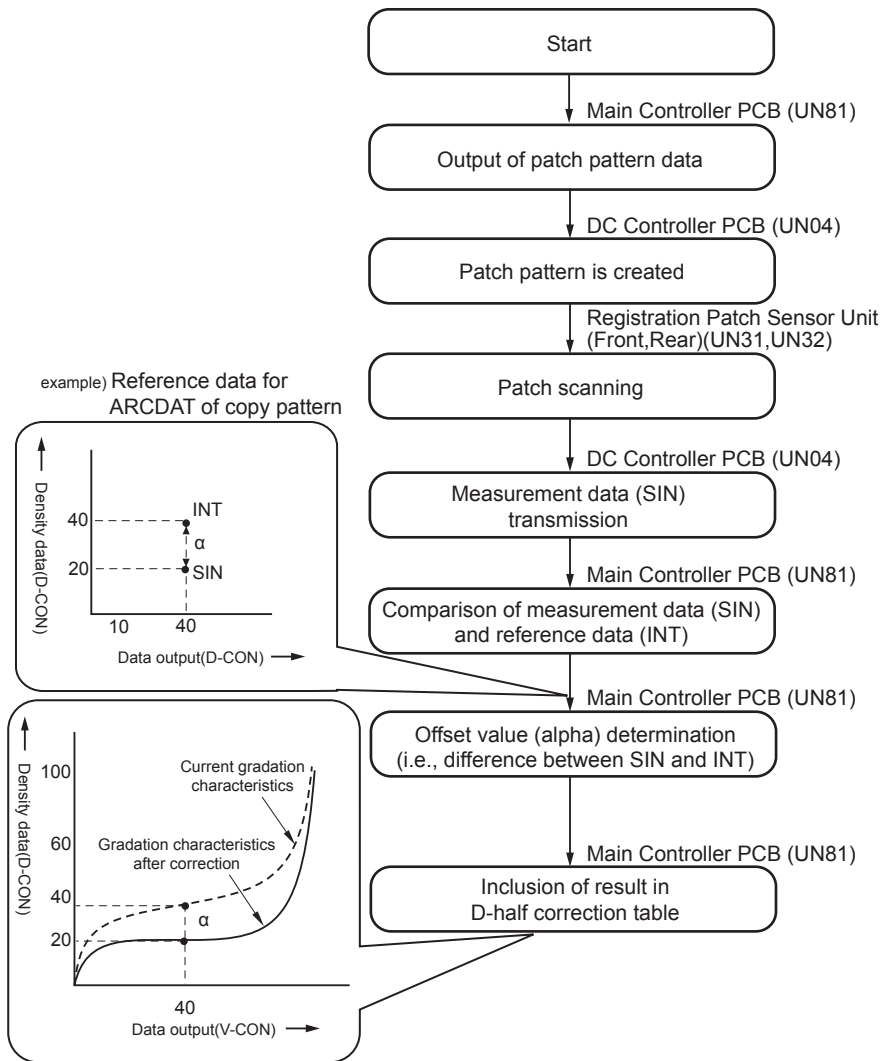 Start
Main Controller PCB (UN81)
Output of patch pattern data
DC Controller PCB (UN04)
Patch pattern is created
Registration Patch Sensor Unit
(Front,Rear)(UN31,UN32)
Patch scanning
DC Controller PCB (UN04)
Measurement data (SIN)
transmission
Main Controller PCB (UN81)
Comparison of measurement data (SIN)
and reference data (INT)
Main Controller PCB (UN81)
Offset value (alpha) determination
(i.e., difference between SIN and INT)
Main Controller PCB (UN81)
Inclusion of result in
D-half correction table
example) Reference data for
ARCDAT of copy pattern
Density data(D-CON)
40
20
INT
α
SIN
10
40
Data output(D-CON)
Density data(D-CON)
100
60
40
20
Current gradation
characteristics
Gradation characteristics
after correction
α
40
Data output(V-CON)